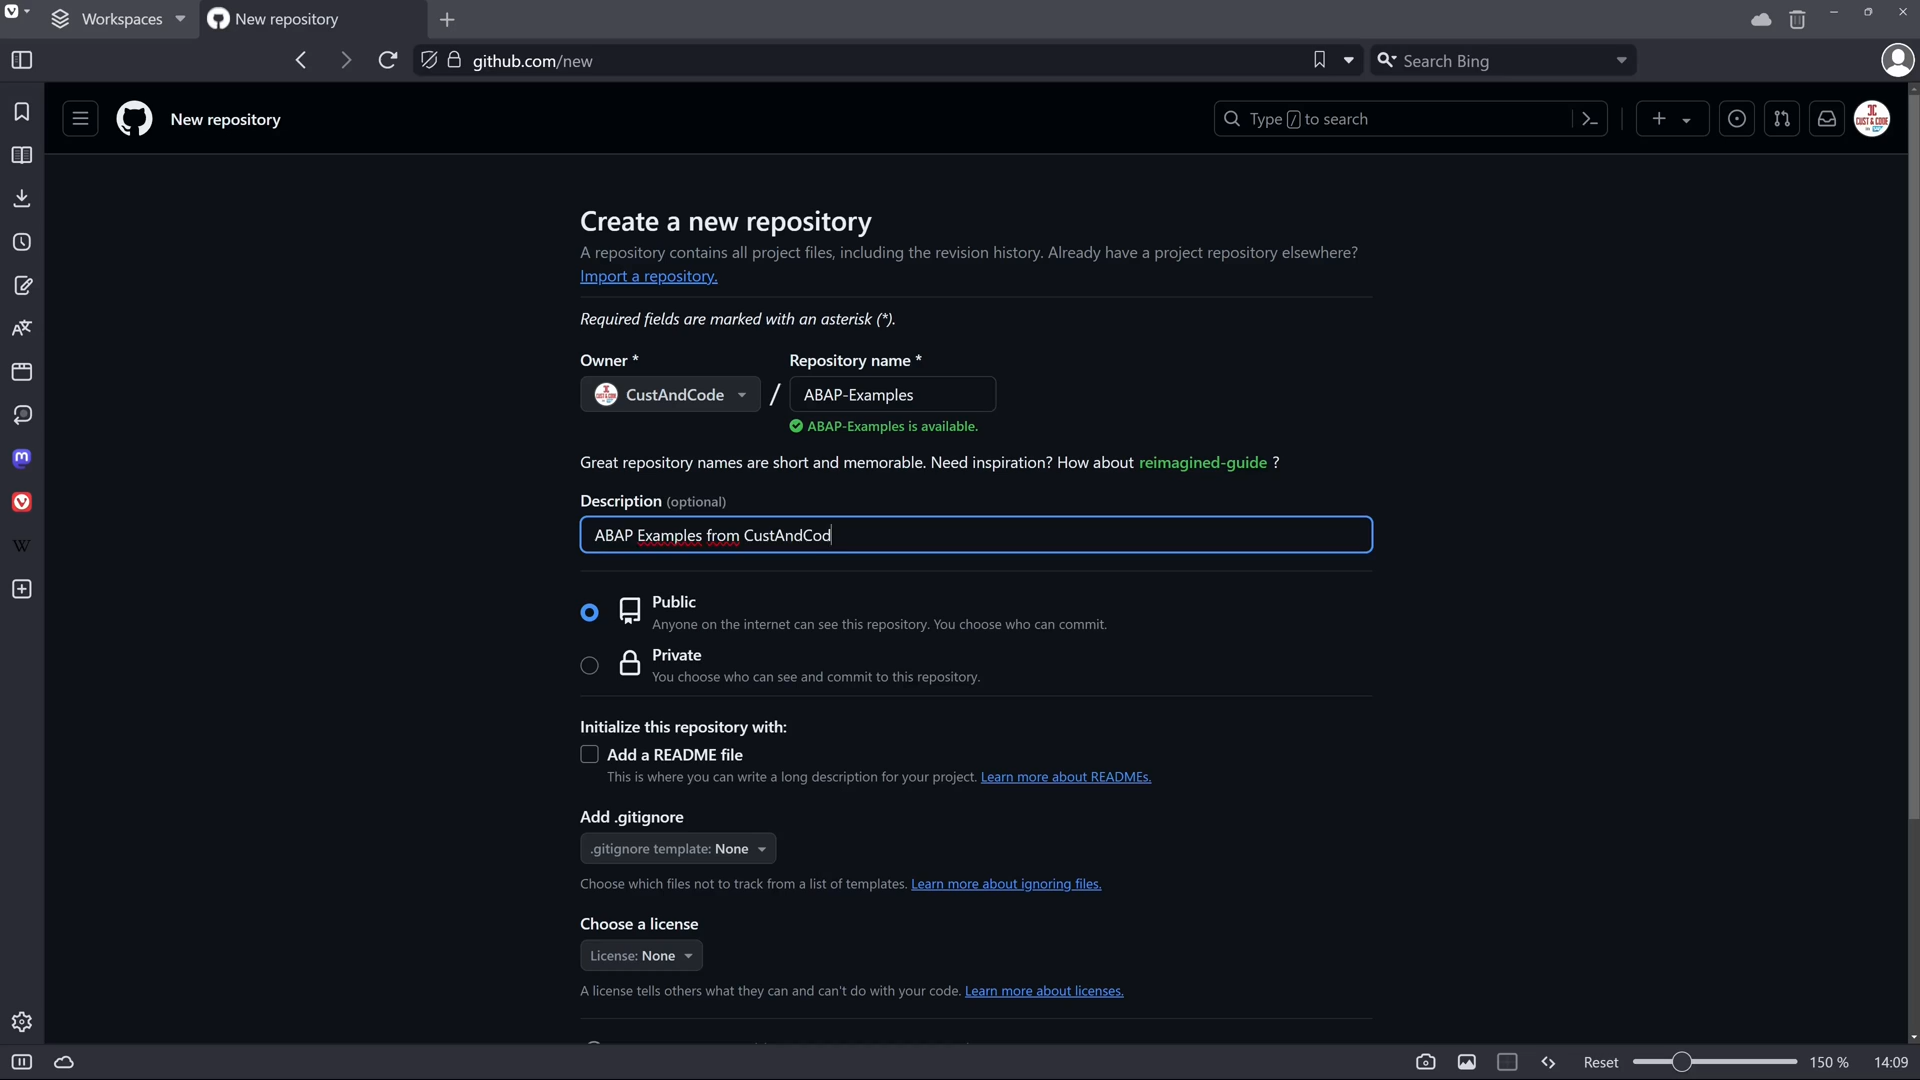 Workspaces
New repository
github.com/new
Search Bing
New repository
Type / to search
CUST & CODE
Create a new repository
A repository contains all project files, including the revision history. Already have a project repository elsewhere?
Import a repository.
Required fields are marked with an asterisk (*).
Owner *
Repository name *
CustAndCode
/
ABAP-Examples
ABAP-Examples is available.
Great repository names are short and memorable. Need inspiration? How about reimagined-guide ?
Description (optional)
ABAP Examples from CustAndCod
Public
Anyone on the internet can see this repository. You choose who can commit.
Private
You choose who can see and commit to this repository.
Initialize this repository with:
Add a README file
This is where you can write a long description for your project. Learn more about READMEs.
Add .gitignore
.gitignore template: None
Choose which files not to track from a list of templates. Learn more about ignoring files.
Choose a license
License: None
A license tells others what they can and can't do with your code. Learn more about licenses.
Reset
150 %
14:09